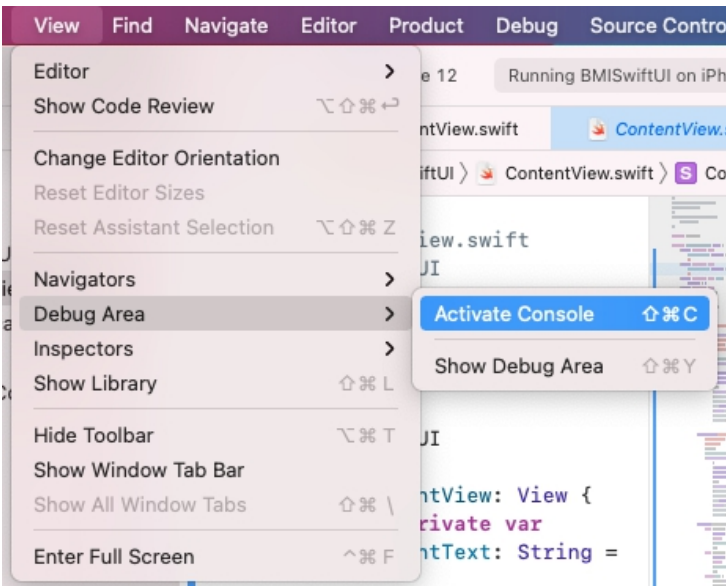 View Find Navigate Editor Product Debug Source Contro
Editor
e 12 Running BMISwiftUI on iPh
Show Code Review ⌥⇧⌘↩
ntView.swift ContentView.
Change Editor Orientation
iftUI 〉 ContentView.swift 〉 S Co
Reset Editor Sizes
Reset Assistant Selection ⌥⇧⌘ Z
iew.swift
UI
Navigators
Debug Area
Activate Console ⇧⌘C
Inspectors
Show Debug Area ⇧⌘Y
Show Library ⇧⌘ L
Hide Toolbar ⌥⌘ T
UI
Show Window Tab Bar
ntView: View {
Show All Window Tabs ⇧⌘ \
rivate var
Enter Full Screen ^⌘ F
ntText: String =